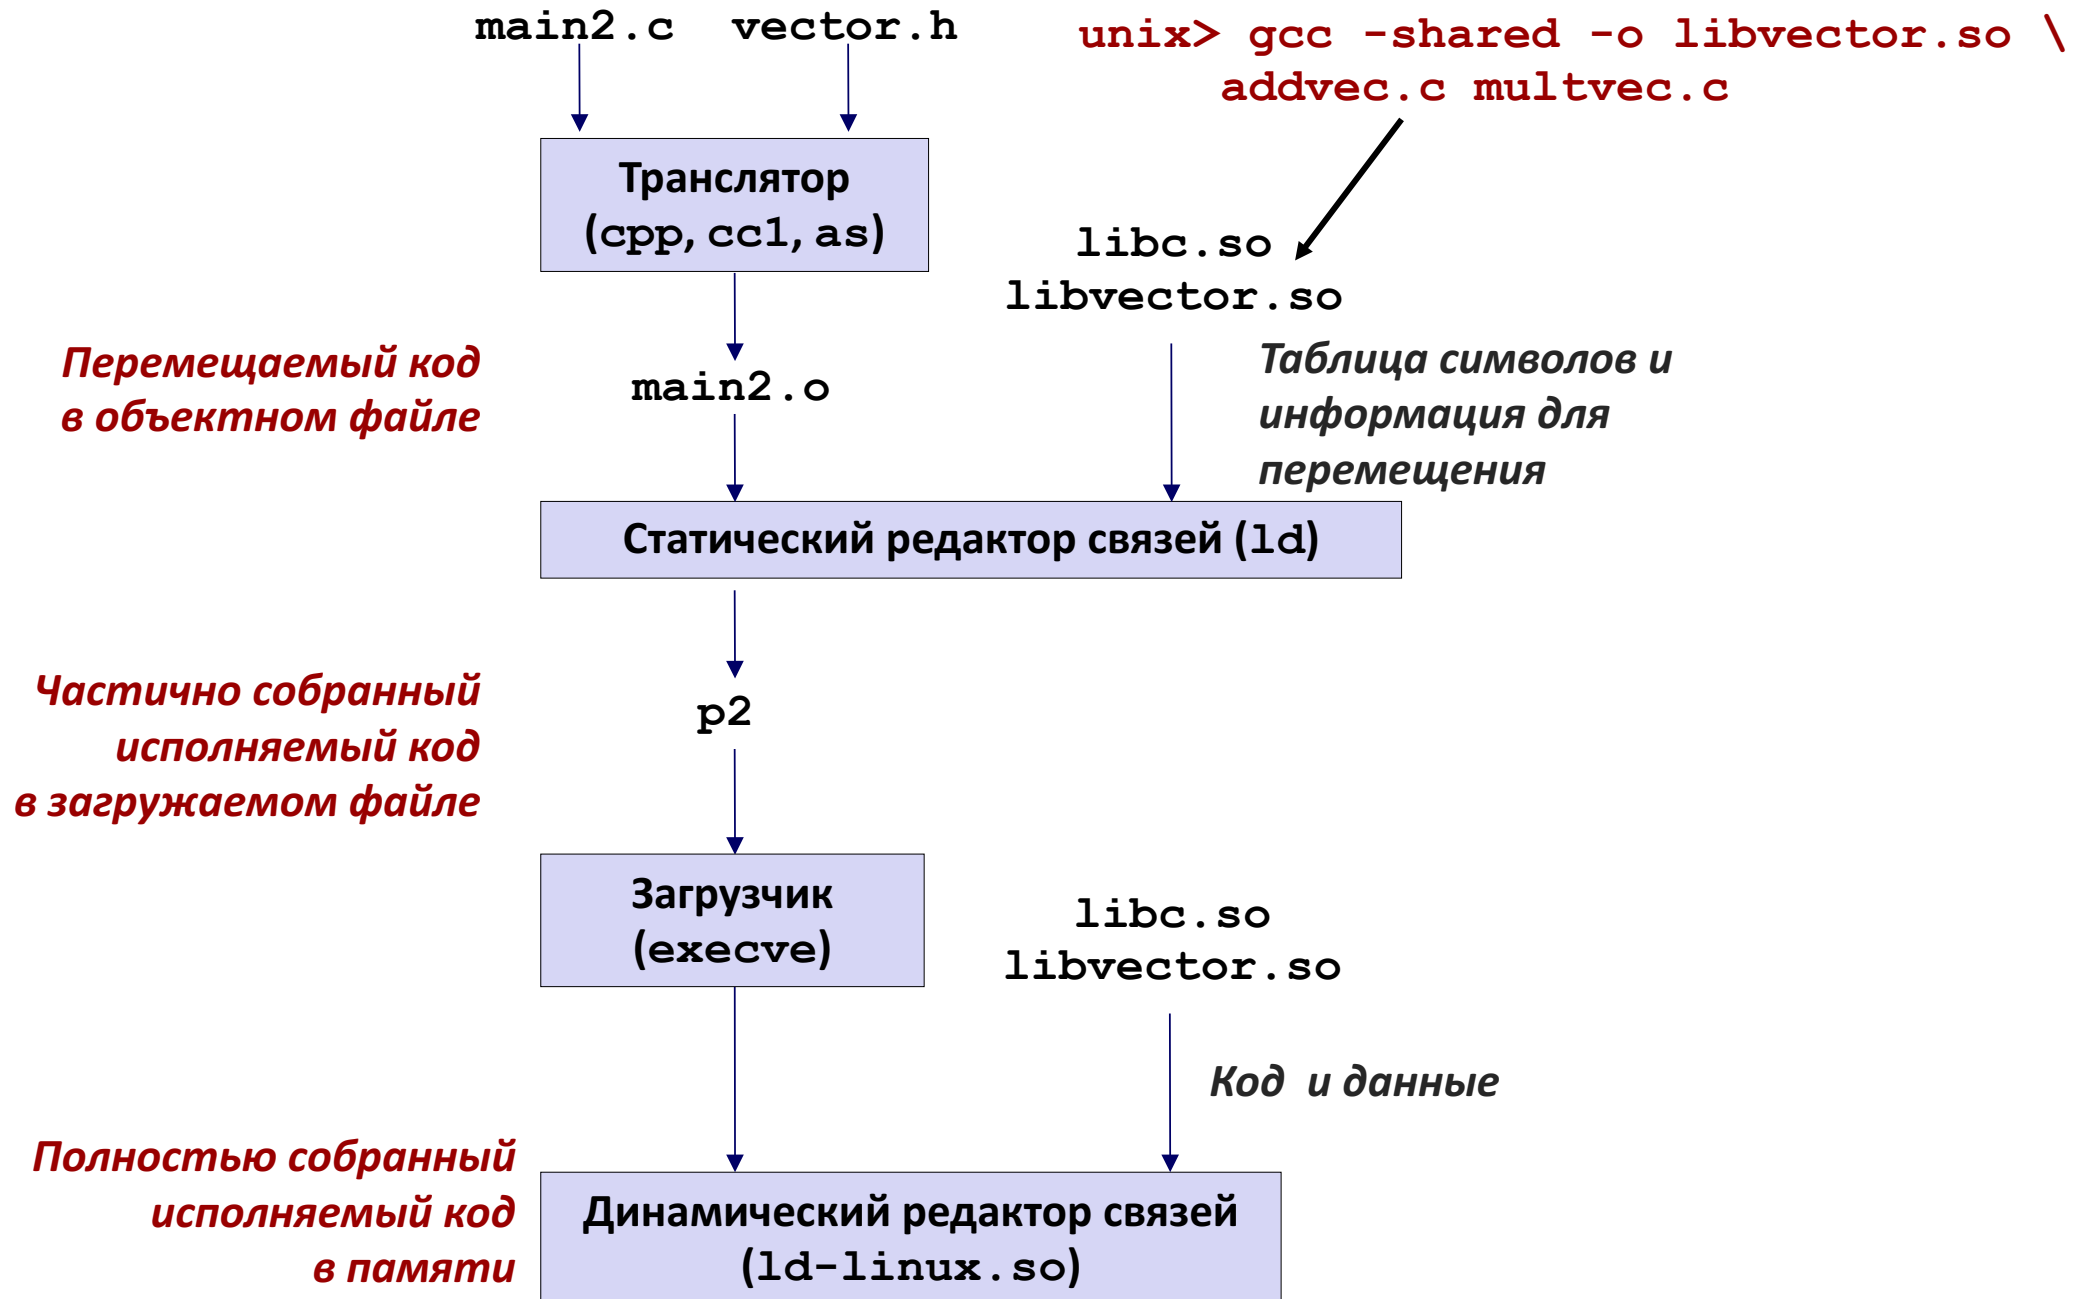 main2.c vector.h
unix> gcc -shared -o libvector.so \
addvec.c multvec.c
Транслятор
(cpp, cc1, as)
libc.so
libvector.so
Перемещаемый код
в объектном файле
main2.o
Таблица символов и
информация для
перемещения
Статический редактор связей (ld)
Частично собранный
исполняемый код
в загружаемом файле
p2
Загрузчик
(execve)
libc.so
libvector.so
Код и данные
Полностью собранный
исполняемый код
в памяти
Динамический редактор связей
(ld-linux.so)